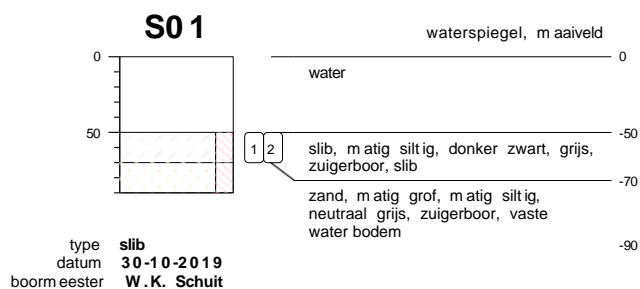 S01
waterspiegel, maaiveld
0
0
water
50
-50
1 2
slib, matig siltig, donker zwart, grijs,
zuigerboor, slib
-70
zand, matig grof, matig siltig,
neutraal grijs, zuigerboor, vaste
water bodem
-90
type slib
datum 30-10-2019
boormeester W.K. Schuit